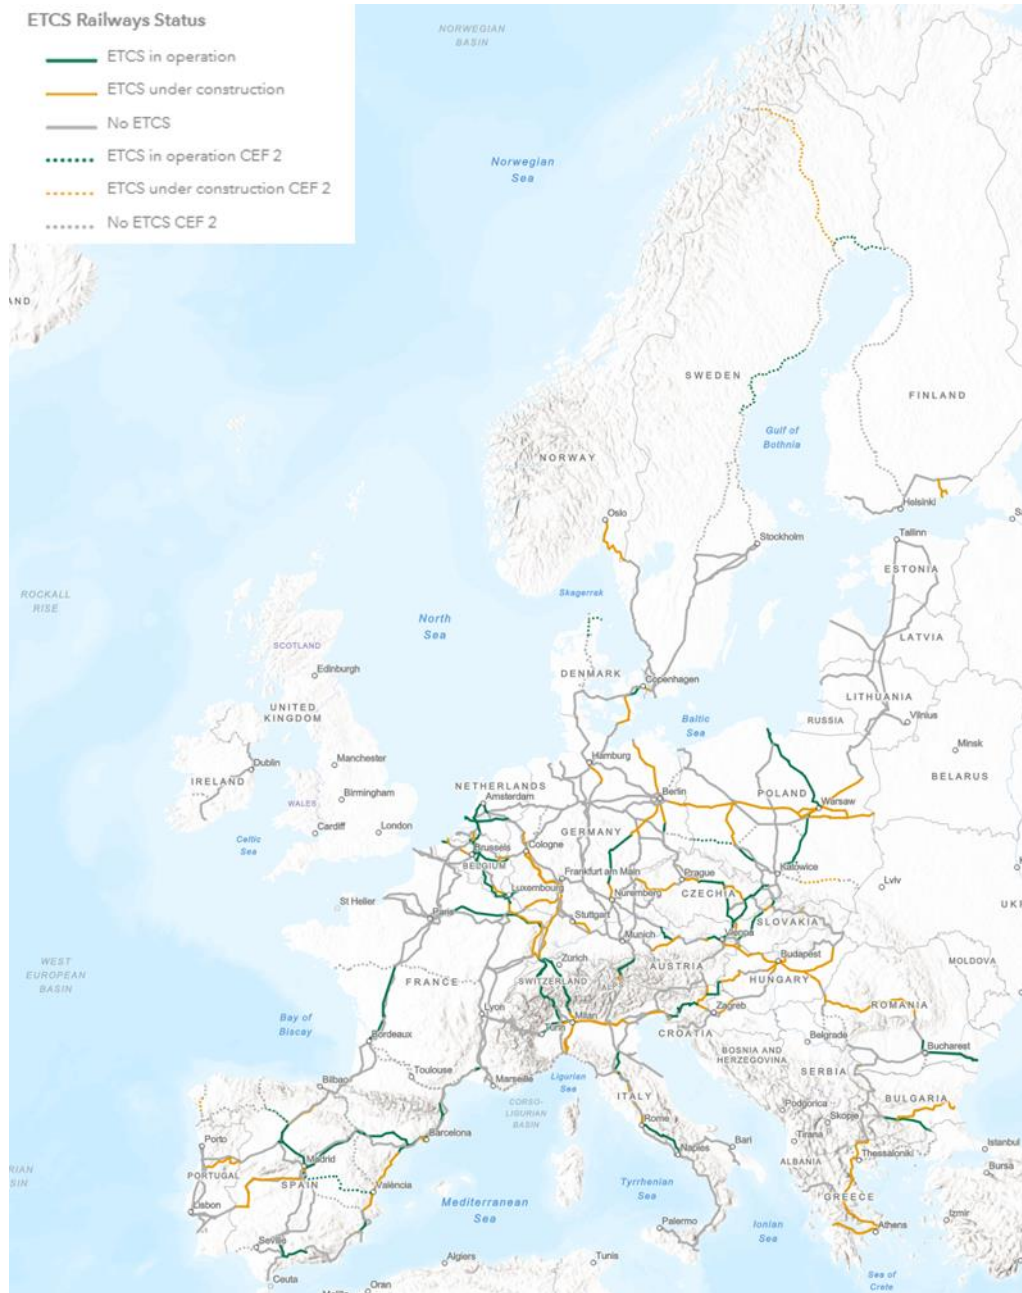 ETCS Railways Status
ETCS in operation
ETCS under construction
No ETCS
ETCS in operation CEF 2
ETCS under construction CEF 2
No ETCS CEF 2
NORWEGIAN
BASIN
Norwegian
Sea
AND
SWEDEN
FINLAND
Gulf of
Bothnia
NORWAY
Helsinki
Oslo
Stockholm
Tallinn
ESTONIA
ROCKALL
RISE
Skagerrak
North
Sea
SCOTLAND
LATVIA
Edinburgh
DENMARK
Copenhagen
LITHUANIA
UNITED
KINGDOM
Baltic
Sea
RUSSIA
Vilnius
Minsk
Manchester
Dublin
Hamburg
IRELAND
NETHERLANDS
BELARUS
Birmingham
Amsterdam
Berlin
POLAND
Warsaw
WALES
Cardiff
London
Celtic
Sea
GERMANY
Brussels
Cologne
BELGIUM
Katowice
Frankfurt am Main
Prague
Lviv
Luxembourg
Nuremberg
CZECHIA
St Helier
UKR
Paris
Stuttgart
SLOVAKIA
Munich
Vienna
WEST
EUROPEAN
BASIN
Zürich
AUSTRIA
Budapest
MOLDOVA
FRANCE
SWITZERLAND
HUNGARY
ALPS
ROMANIA
Lyon
Milan
Zagreb
Bay of
Biscay
Turin
CROATIA
Belgrade
Bordeaux
Bucharest
BOSNIA AND
HERZEGOVINA
SERBIA
Toulouse
Marseille
Ligurian
Sea
Bilbao
ITALY
BULGARIA
CORSO-
LIGURIAN
BASIN
Podgorica
Skopje
Rome
Porto
Barcelona
Tirana
Bari
Istanbul
Naples
Thessaloniki
Madrid
ALBANIA
Bursa
RIAN
SIN
PORTUGAL
SPAIN
València
Tyrrhenian
Sea
GREECE
Lisbon
Mediterranean
Sea
Izmir
Palermo
Ionian
Sea
Athens
Seville
Algiers
Tunis
Ceuta
Oran
Sea of
Crete